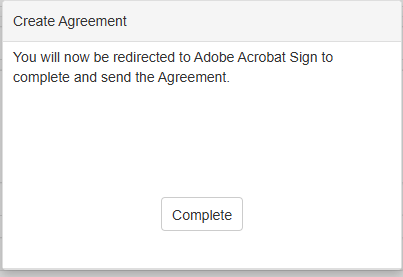 Create Agreement
You will now be redirected to Adobe Acrobat Sign to
complete and send the Agreement.
Complete